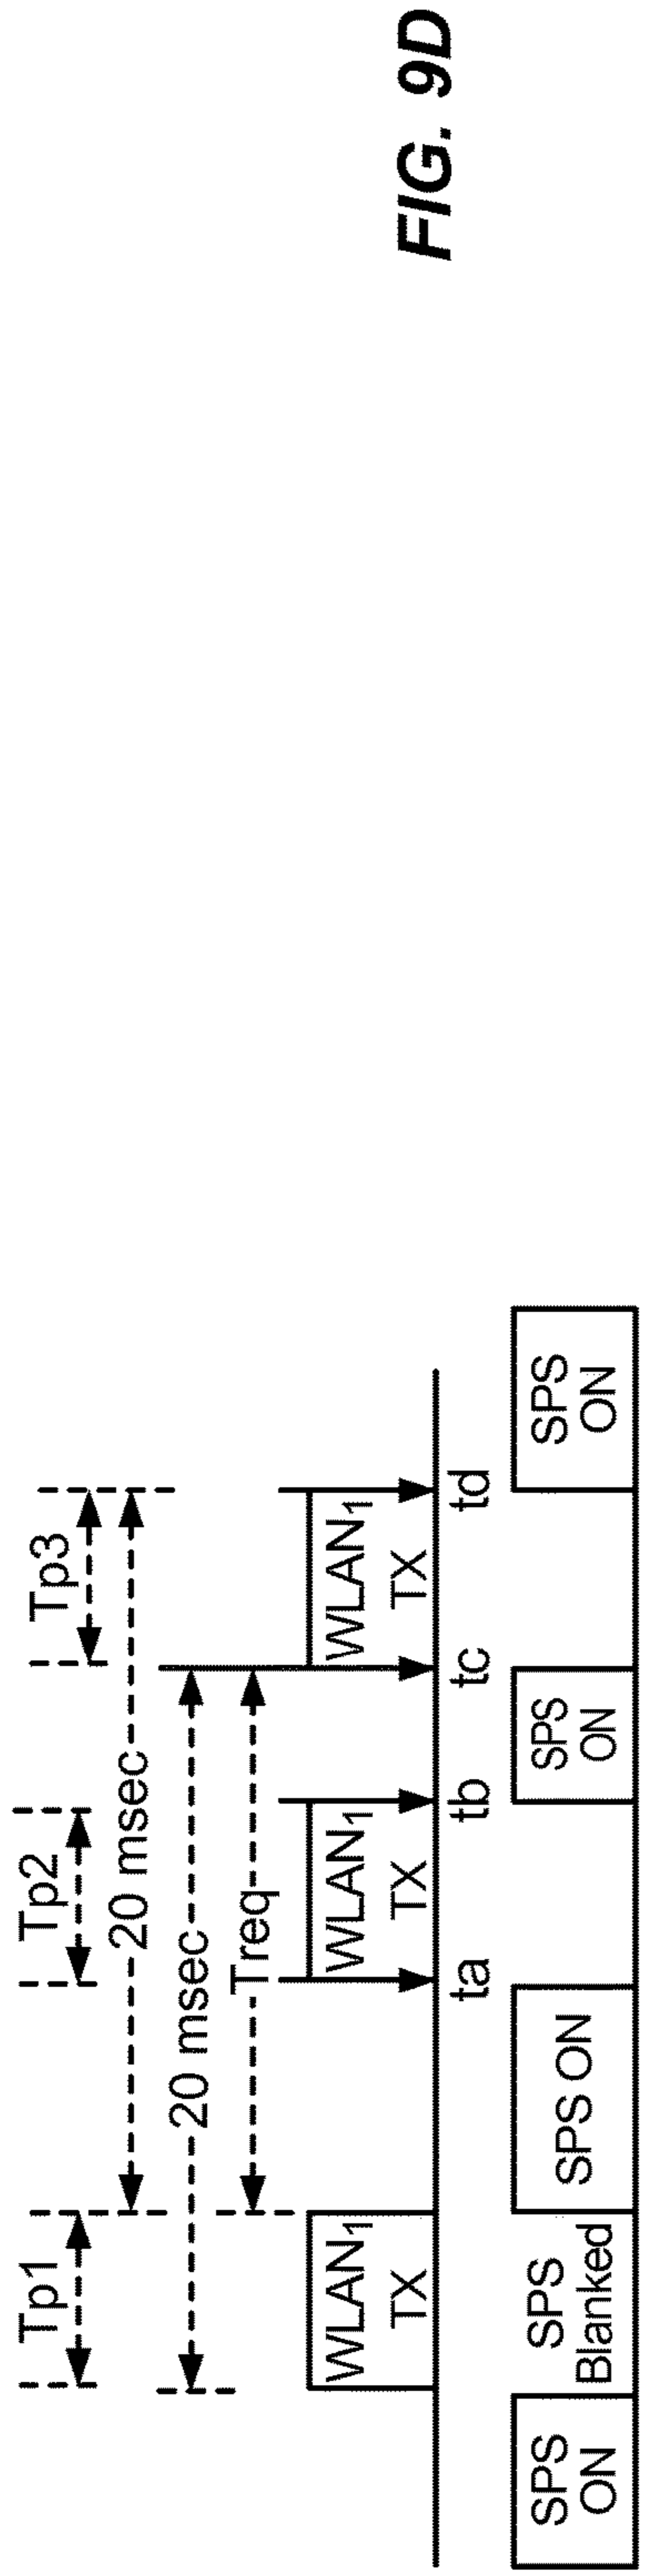 Tp1
Tp2
Tp3
20 msec
20 msec
Treq
WLAN1
TX
WLAN1
TX
WLAN1
TX
ta
tb
tc
td
SPS
ON
SPS
Blanked
SPS ON
SPS
ON
SPS
ON
FIG. 9D